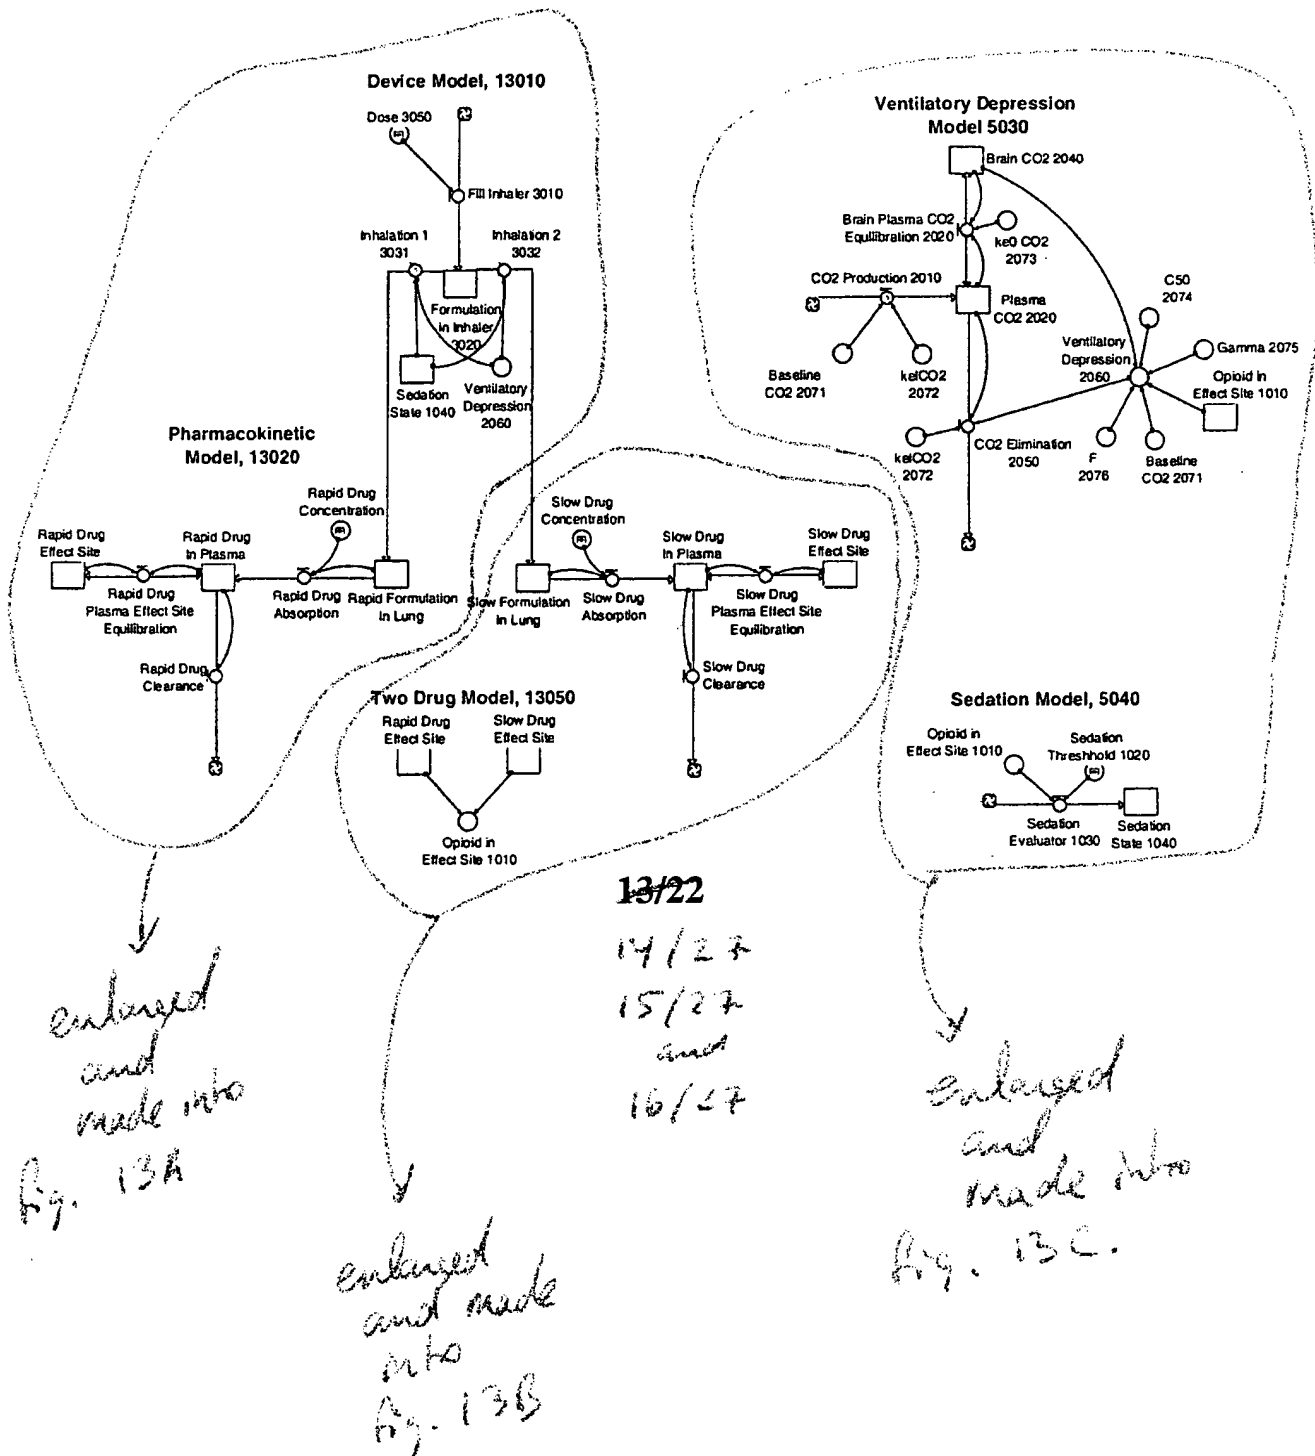 Device Model, 13010
Dose 3050
Fill Inhaler 3010
Inhalation 1
3031
Inhalation 2
3032
Formulation
In Inhaler
3020
Sedation
State 1040
Ventilatory
Depression
2060
Pharmacokinetic
Model, 13020
Rapid Drug
Concentration
Rapid Drug
Effect Site
Rapid Drug
In Plasma
Rapid Drug
Plasma Effect Site
Equilibration
Rapid Drug
Absorption
Rapid Formulation
In Lung
Rapid Drug
Clearance
Slow Drug
Concentration
Slow Drug
In Plasma
Slow Drug
Effect Site
Slow Formulation
In Lung
Slow Drug
Absorption
Slow Drug
Plasma Effect Site
Equilibration
Slow Drug
Clearance
Two Drug Model, 13050
Rapid Drug
Effect Site
Slow Drug
Effect Site
Opioid in
Effect Site 1010
Ventilatory Depression
Model 5030
Brain CO2 2040
Brain Plasma CO2
Equilibration 2020
ke0 CO2
2073
CO2 Production 2010
Plasma
CO2 2020
C50
2074
Ventilatory
Depression
2060
Gamma 2075
Opioid in
Effect Site 1010
Baseline
CO2 2071
kelCO2
2072
kelCO2
2072
CO2 Elimination
2050
F
2076
Baseline
CO2 2071
Sedation Model, 5040
Opioid in
Effect Site 1010
Sedation
Threshhold 1020
Sedation
Evaluator 1030
Sedation
State 1040
13/22
14/27
15/27
and
16/27
enlarged
and
made into
fig. 13A
enlarged
and made
into
fig. 13B
enlarged
and
made into
fig. 13C.